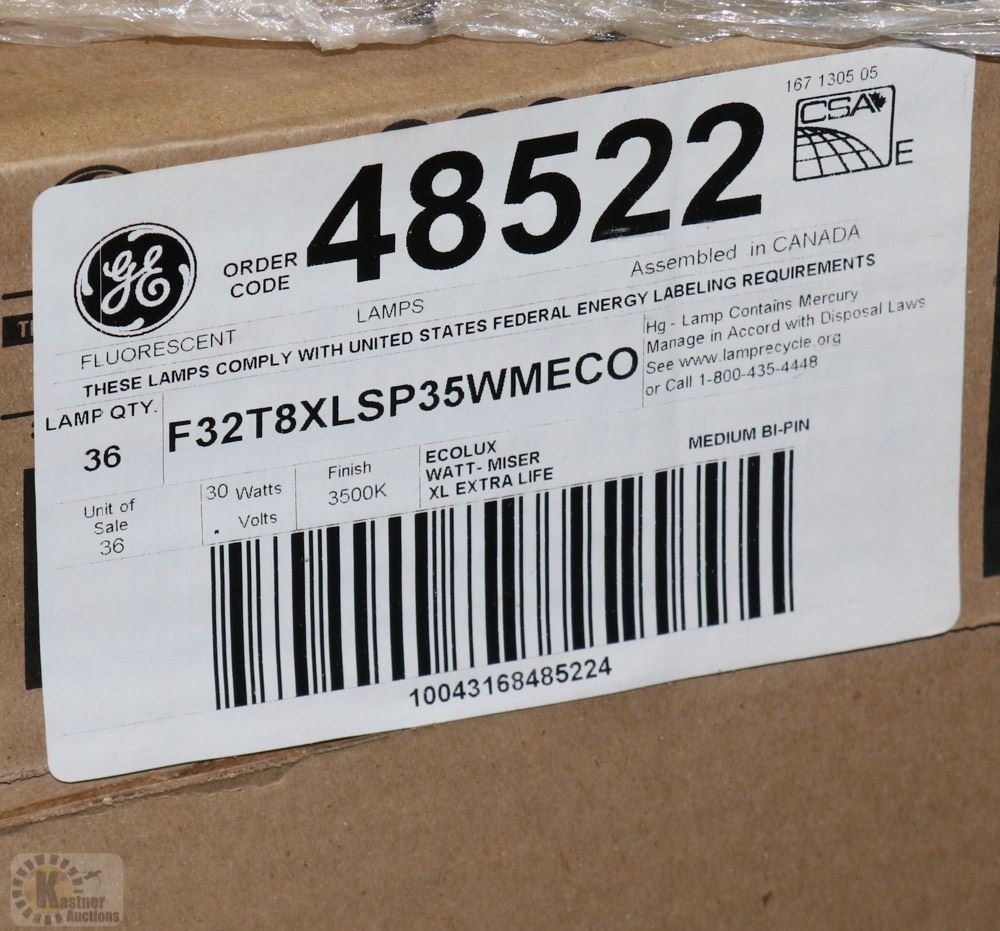 167 1305 05
CSA
E
GE
ORDER
CODE
48522
FLUORESCENT
LAMPS
Assembled in CANADA
THESE LAMPS COMPLY WITH UNITED STATES FEDERAL ENERGY LABELING REQUIREMENTS
LAMP QTY.
36
F32T8XLSP35WMECO
Hg - Lamp Contains Mercury
Manage in Accord with Disposal Laws
See www.lamprecycle.org
or Call 1-800-435-4448
Unit of
Sale
36
30 Watts
. Volts
Finish
3500K
ECOLUX
WATT- MISER
XL EXTRA LIFE
MEDIUM BI-PIN
10043168485224
Kastner
Auctions